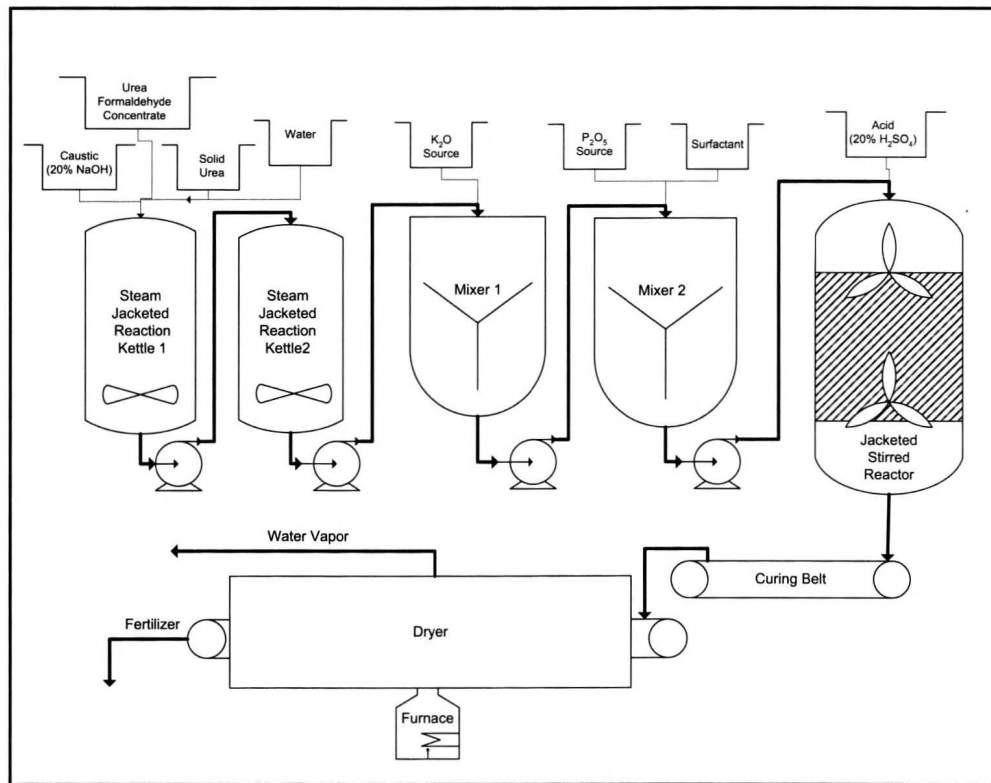 Urea
Formaldehyde
Concentrate
Water
Caustic
(20% NaOH)
Solid
Urea
K₂O
Source
P₂O₅
Source
Surfactant
Acid
(20% H₂SO₄)
Steam
Jacketed
Reaction
Kettle 1
Steam
Jacketed
Reaction
Kettle2
Mixer 1
Mixer 2
Jacketed
Stirred
Reactor
Water Vapor
Curing Belt
Fertilizer
Dryer
Furnace